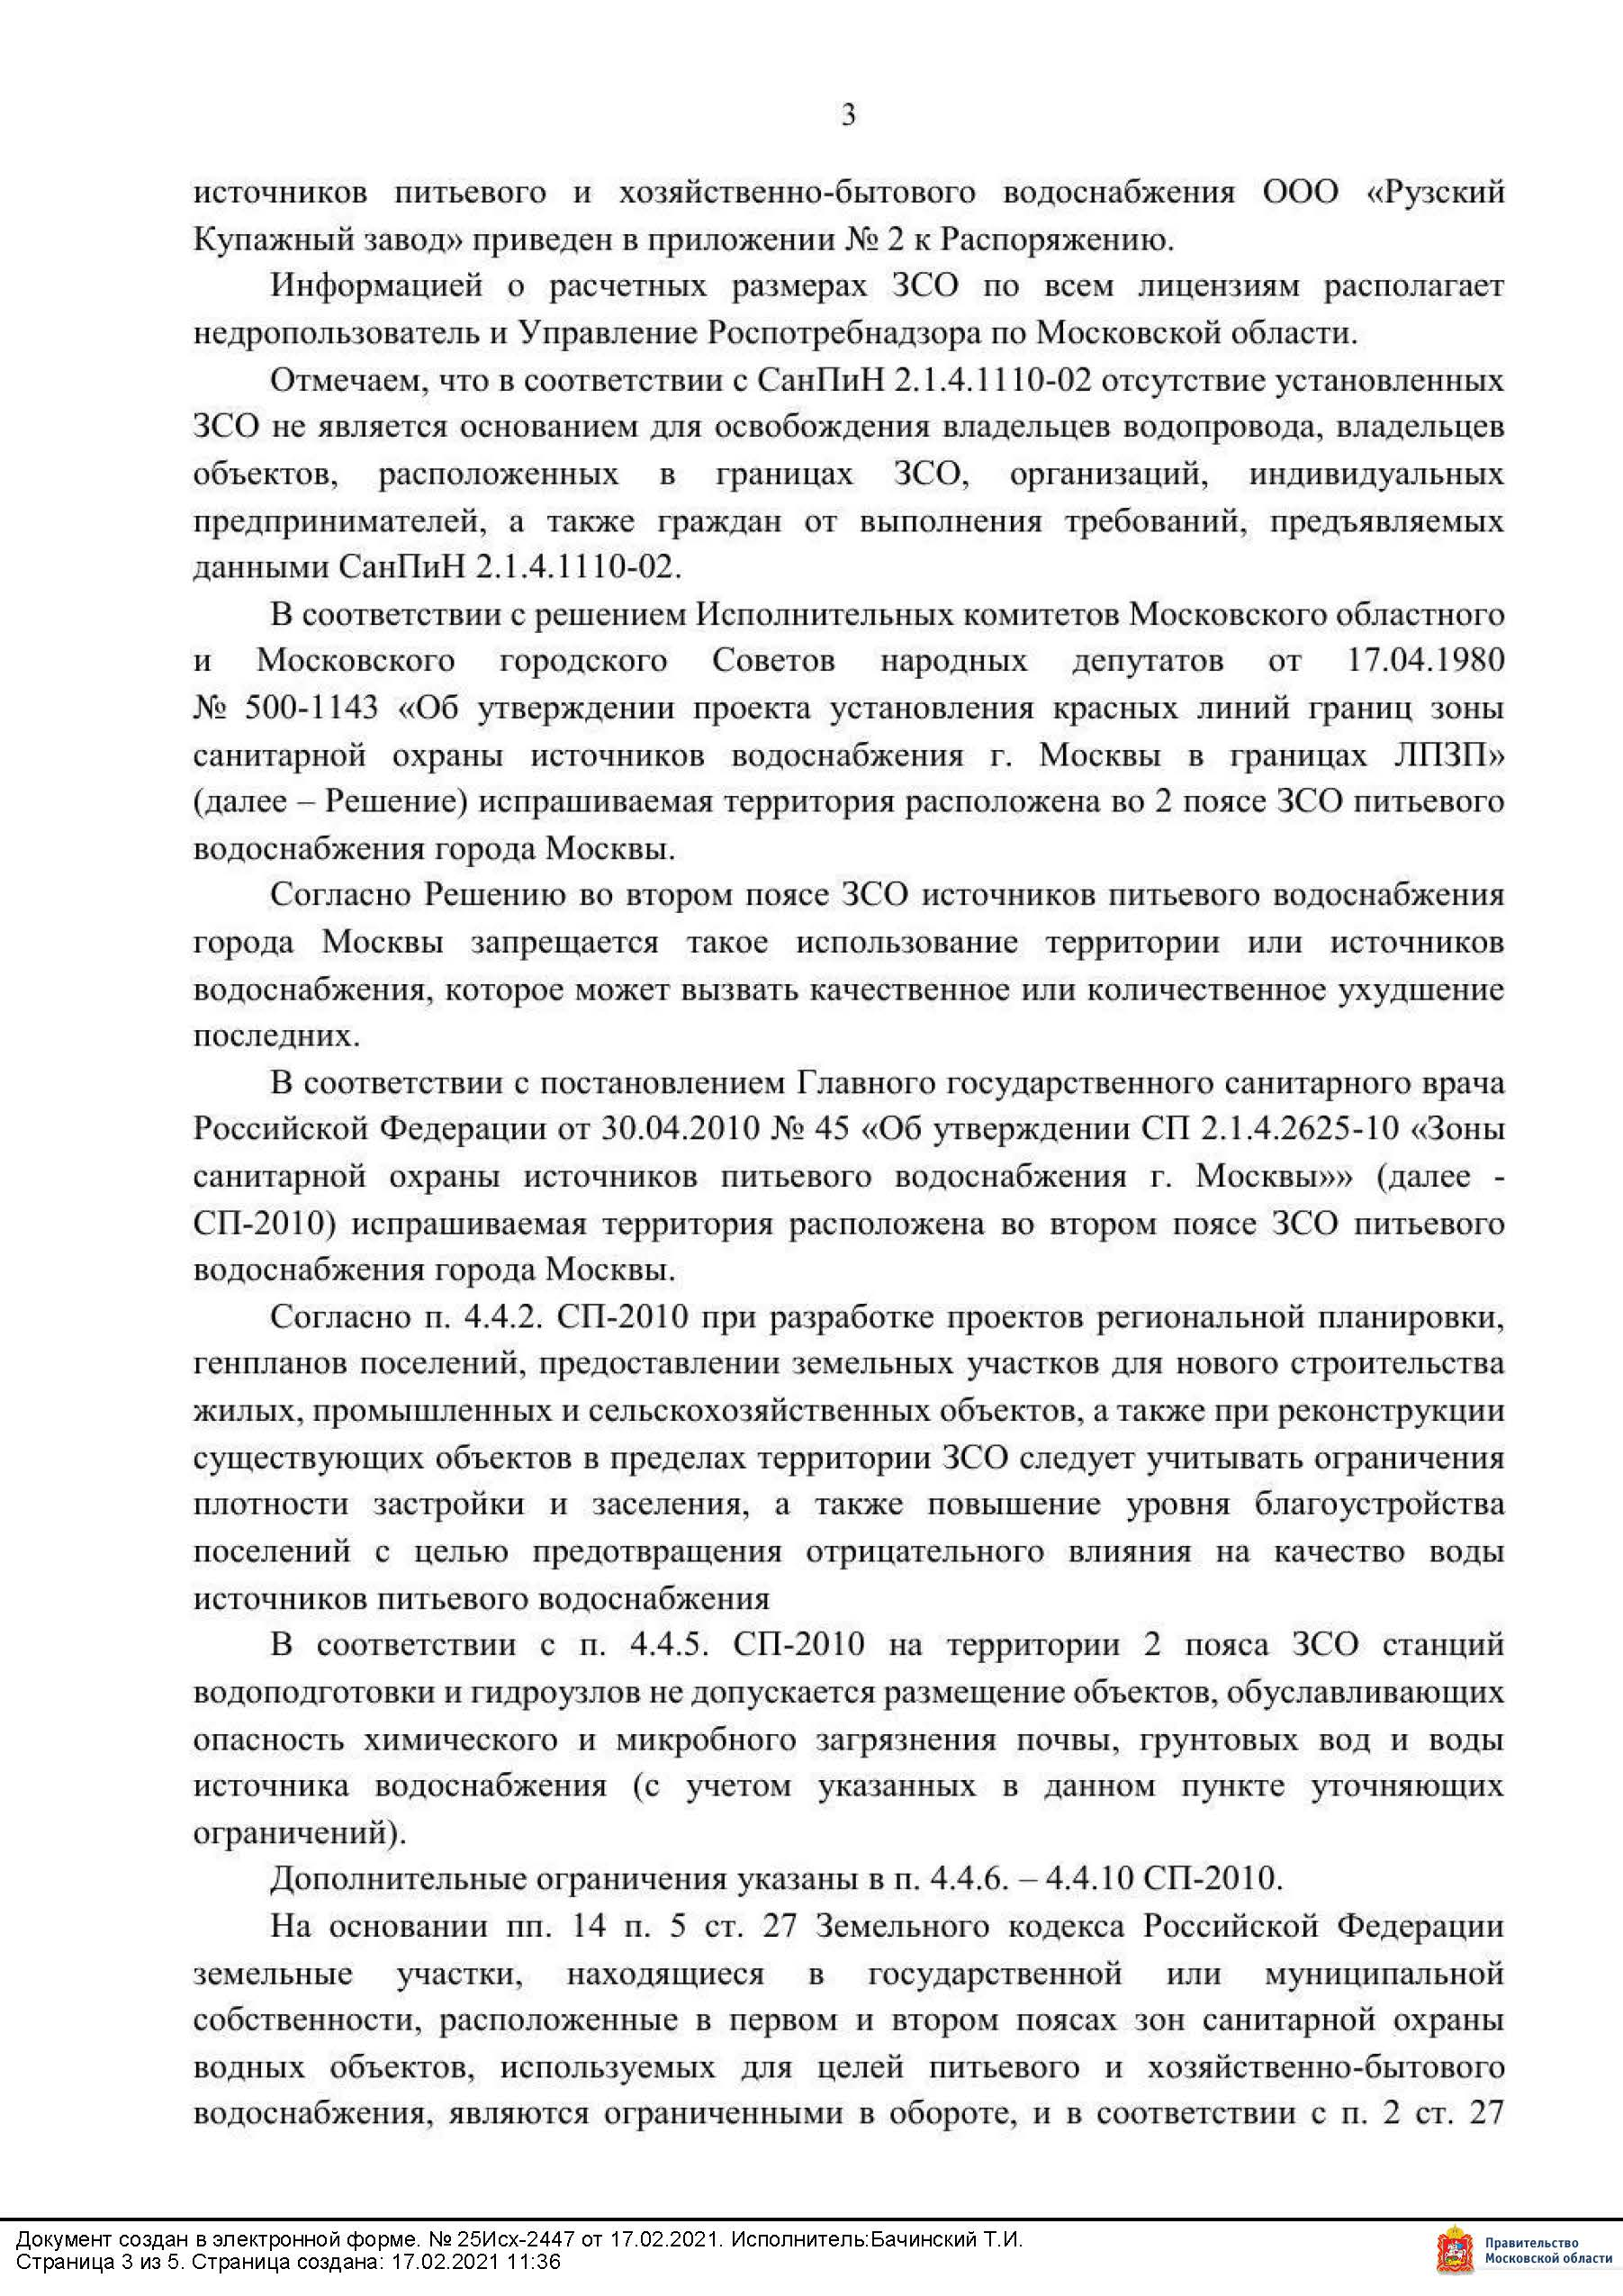 3
источников питьевого и хозяйственно-бытового водоснабжения ООО «Рузский
Купажный завод» приведен в приложении № 2 к Распоряжению.
Информацией о расчетных размерах ЗСО по всем лицензиям располагает
недропользователь и Управление Роспотребнадзора по Московской области.
Отмечаем, что в соответствии с СанПиН 2.1.4.1110-02 отсутствие установленных
ЗСО не является основанием для освобождения владельцев водопровода, владельцев
объектов, расположенных в границах ЗСО, организаций, индивидуальных
предпринимателей, а также граждан от выполнения требований, предъявляемых
данными СанПиН 2.1.4.1110-02.
В соответствии с решением Исполнительных комитетов Московского областного
и Московского городского Советов народных депутатов от 17.04.1980
№ 500-1143 «Об утверждении проекта установления красных линий границ зоны
санитарной охраны источников водоснабжения г. Москвы в границах ЛПЗП»
(далее – Решение) испрашиваемая территория расположена во 2 поясе ЗСО питьевого
водоснабжения города Москвы.
Согласно Решению во втором поясе ЗСО источников питьевого водоснабжения
города Москвы запрещается такое использование территории или источников
водоснабжения, которое может вызвать качественное или количественное ухудшение
последних.
В соответствии с постановлением Главного государственного санитарного врача
Российской Федерации от 30.04.2010 № 45 «Об утверждении СП 2.1.4.2625-10 «Зоны
санитарной охраны источников питьевого водоснабжения г. Москвы»» (далее -
СП-2010) испрашиваемая территория расположена во втором поясе ЗСО питьевого
водоснабжения города Москвы.
Согласно п. 4.4.2. СП-2010 при разработке проектов региональной планировки,
генпланов поселений, предоставлении земельных участков для нового строительства
жилых, промышленных и сельскохозяйственных объектов, а также при реконструкции
существующих объектов в пределах территории ЗСО следует учитывать ограничения
плотности застройки и заселения, а также повышение уровня благоустройства
поселений с целью предотвращения отрицательного влияния на качество воды
источников питьевого водоснабжения
В соответствии с п. 4.4.5. СП-2010 на территории 2 пояса ЗСО станций
водоподготовки и гидроузлов не допускается размещение объектов, обуславливающих
опасность химического и микробного загрязнения почвы, грунтовых вод и воды
источника водоснабжения (с учетом указанных в данном пункте уточняющих
ограничений).
Дополнительные ограничения указаны в п. 4.4.6. – 4.4.10 СП-2010.
На основании пп. 14 п. 5 ст. 27 Земельного кодекса Российской Федерации
земельные участки, находящиеся в государственной или муниципальной
собственности, расположенные в первом и втором поясах зон санитарной охраны
водных объектов, используемых для целей питьевого и хозяйственно-бытового
водоснабжения, являются ограниченными в обороте, и в соответствии с п. 2 ст. 27
Документ создан в электронной форме. № 25Исх-2447 от 17.02.2021. Исполнитель:Бачинский Т.И.
Страница 3 из 5. Страница создана: 17.02.2021 11:36
Правительство
Московской области